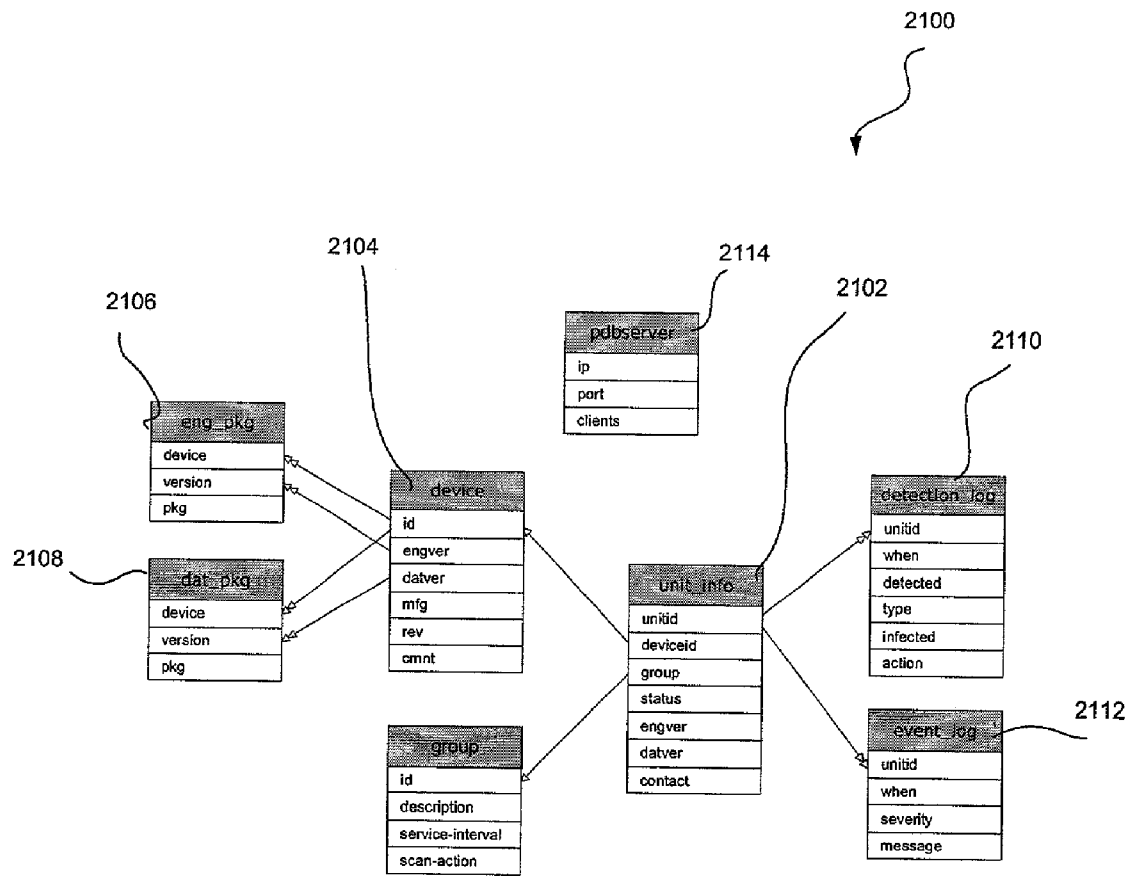 2100
2104
2114
2102
2106
2110
pdbserver
ip
port
clients
eng_pkg
device
version
pkg
device
id
engver
datver
mfg
rev
cmnt
detection_log
unitid
when
detected
type
infected
action
2108
dat_pkg
device
version
pkg
unit_info
unitid
deviceid
group
status
engver
datver
contact
2112
group
id
description
service-interval
scan-action
event_log
unitid
when
severity
message